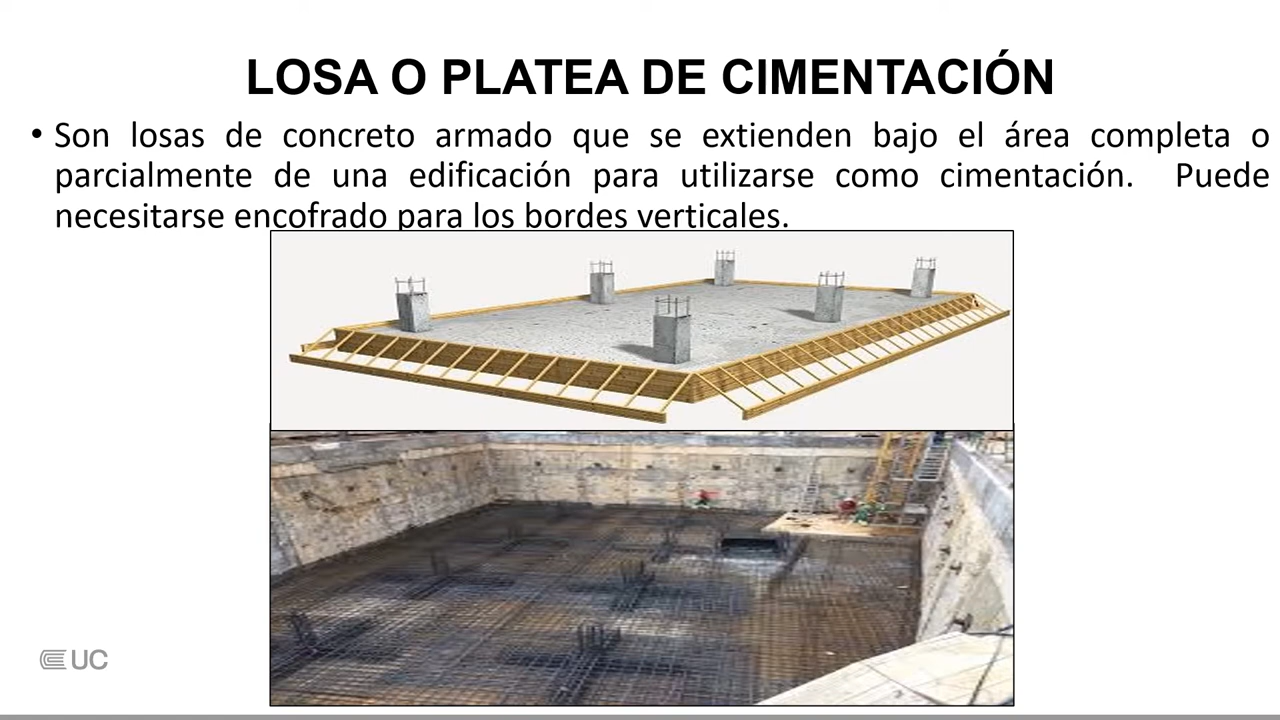 LOSA O PLATEA DE CIMENTACIÓN
• Son losas de concreto armado que se extienden bajo el área completa o
parcialmente de una edificación para utilizarse como cimentación. Puede
necesitarse encofrado para los bordes verticales.
UC